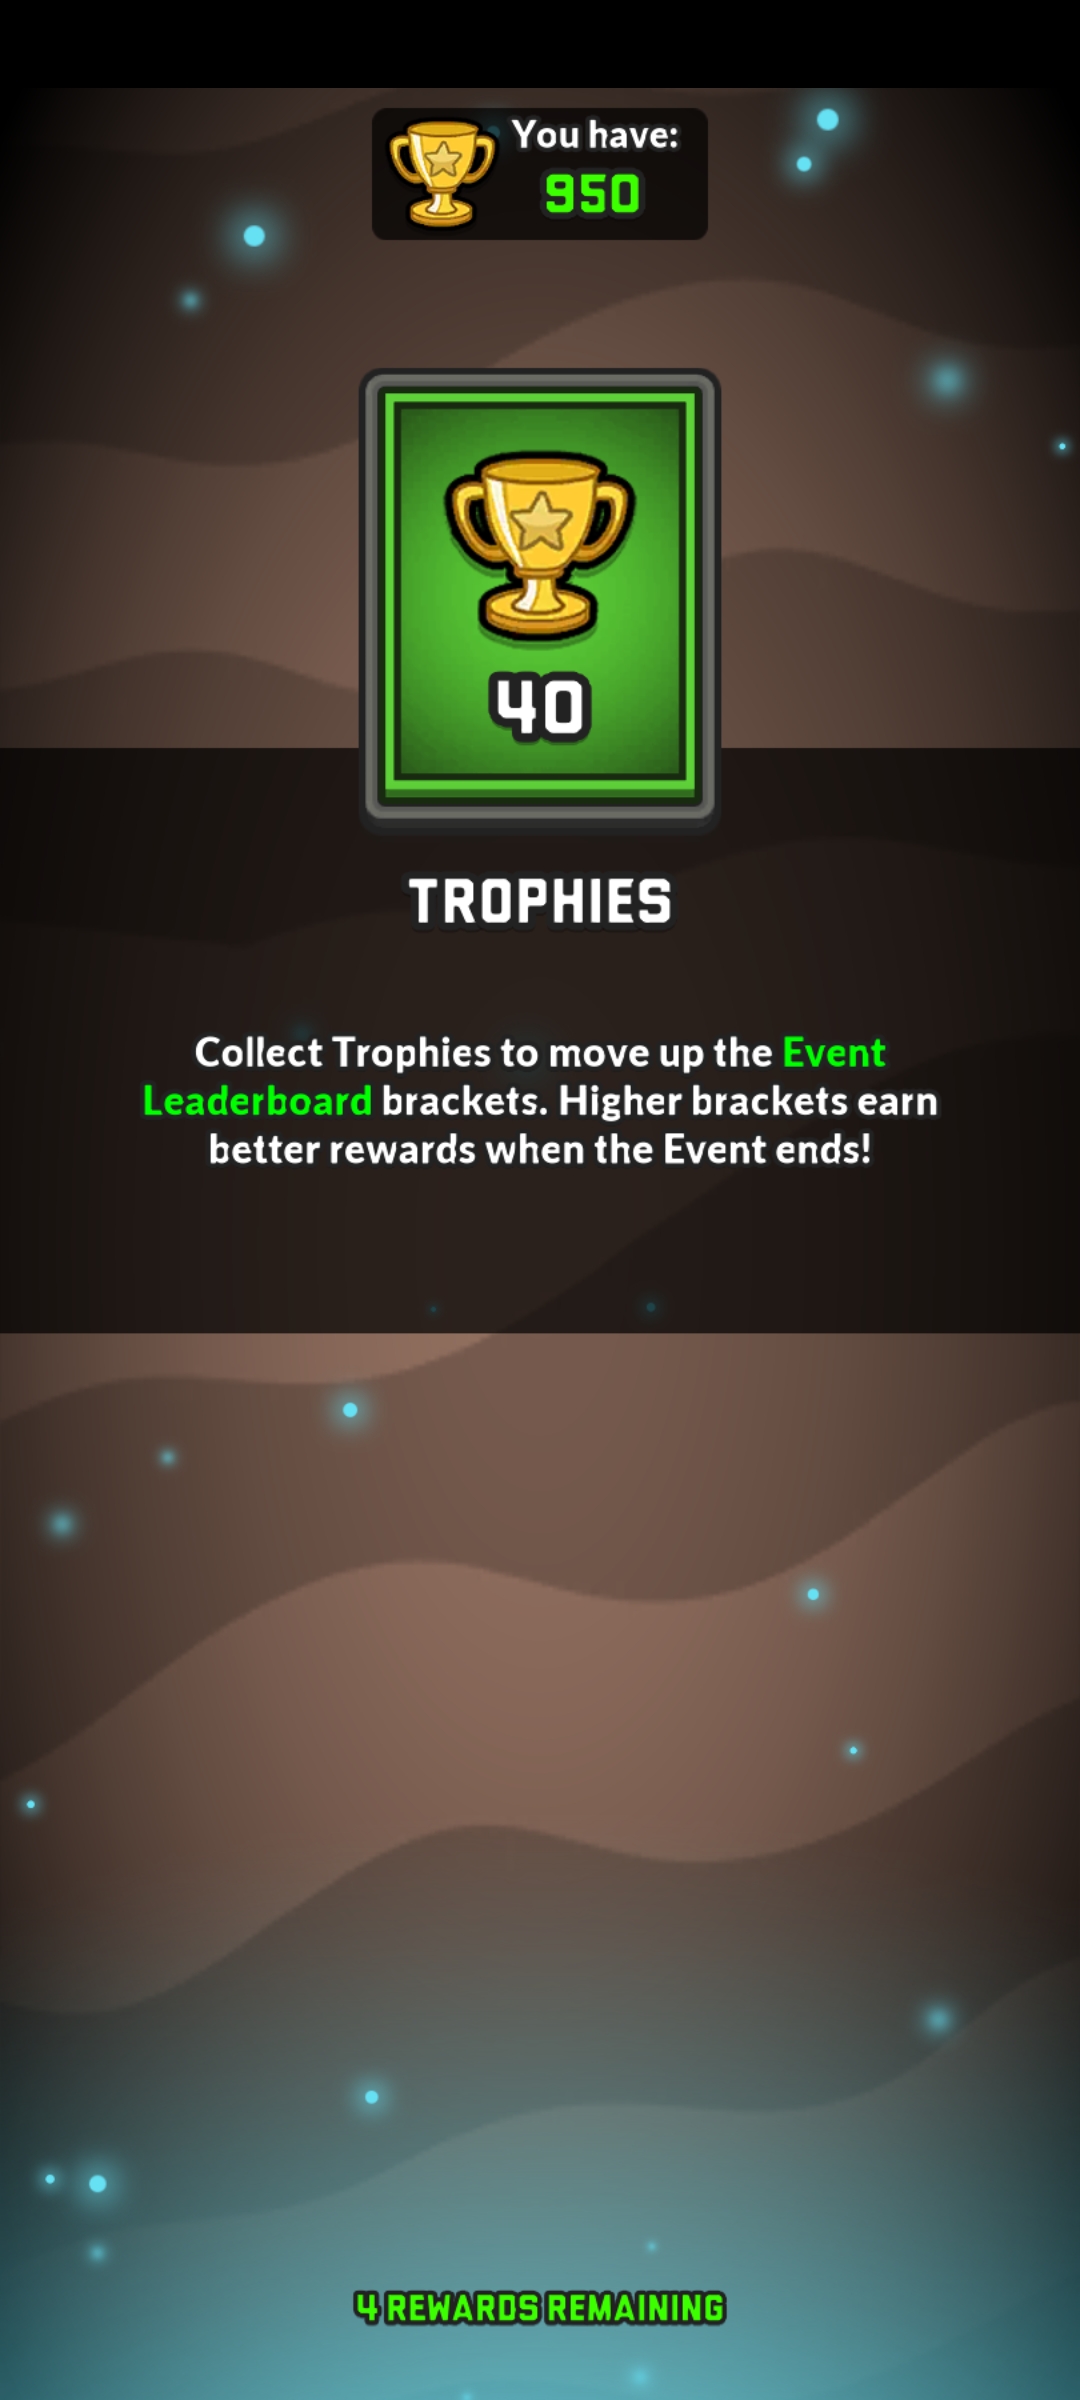 You have:
950
40
TROPHIES
Collect Trophies to move up the Event
Leaderboard brackets. Higher brackets earn
better rewards when the Event ends!
4 REWARDS REMAINING